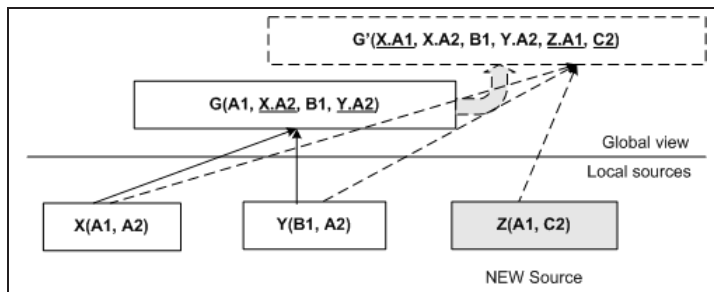 G'(X.A1, X.A2, B1, Y.A2, Z.A1, C2)
G(A1, X.A2, B1, Y.A2)
Global view
Local sources
X(A1, A2)
Y(B1, A2)
Z(A1, C2)
NEW Source